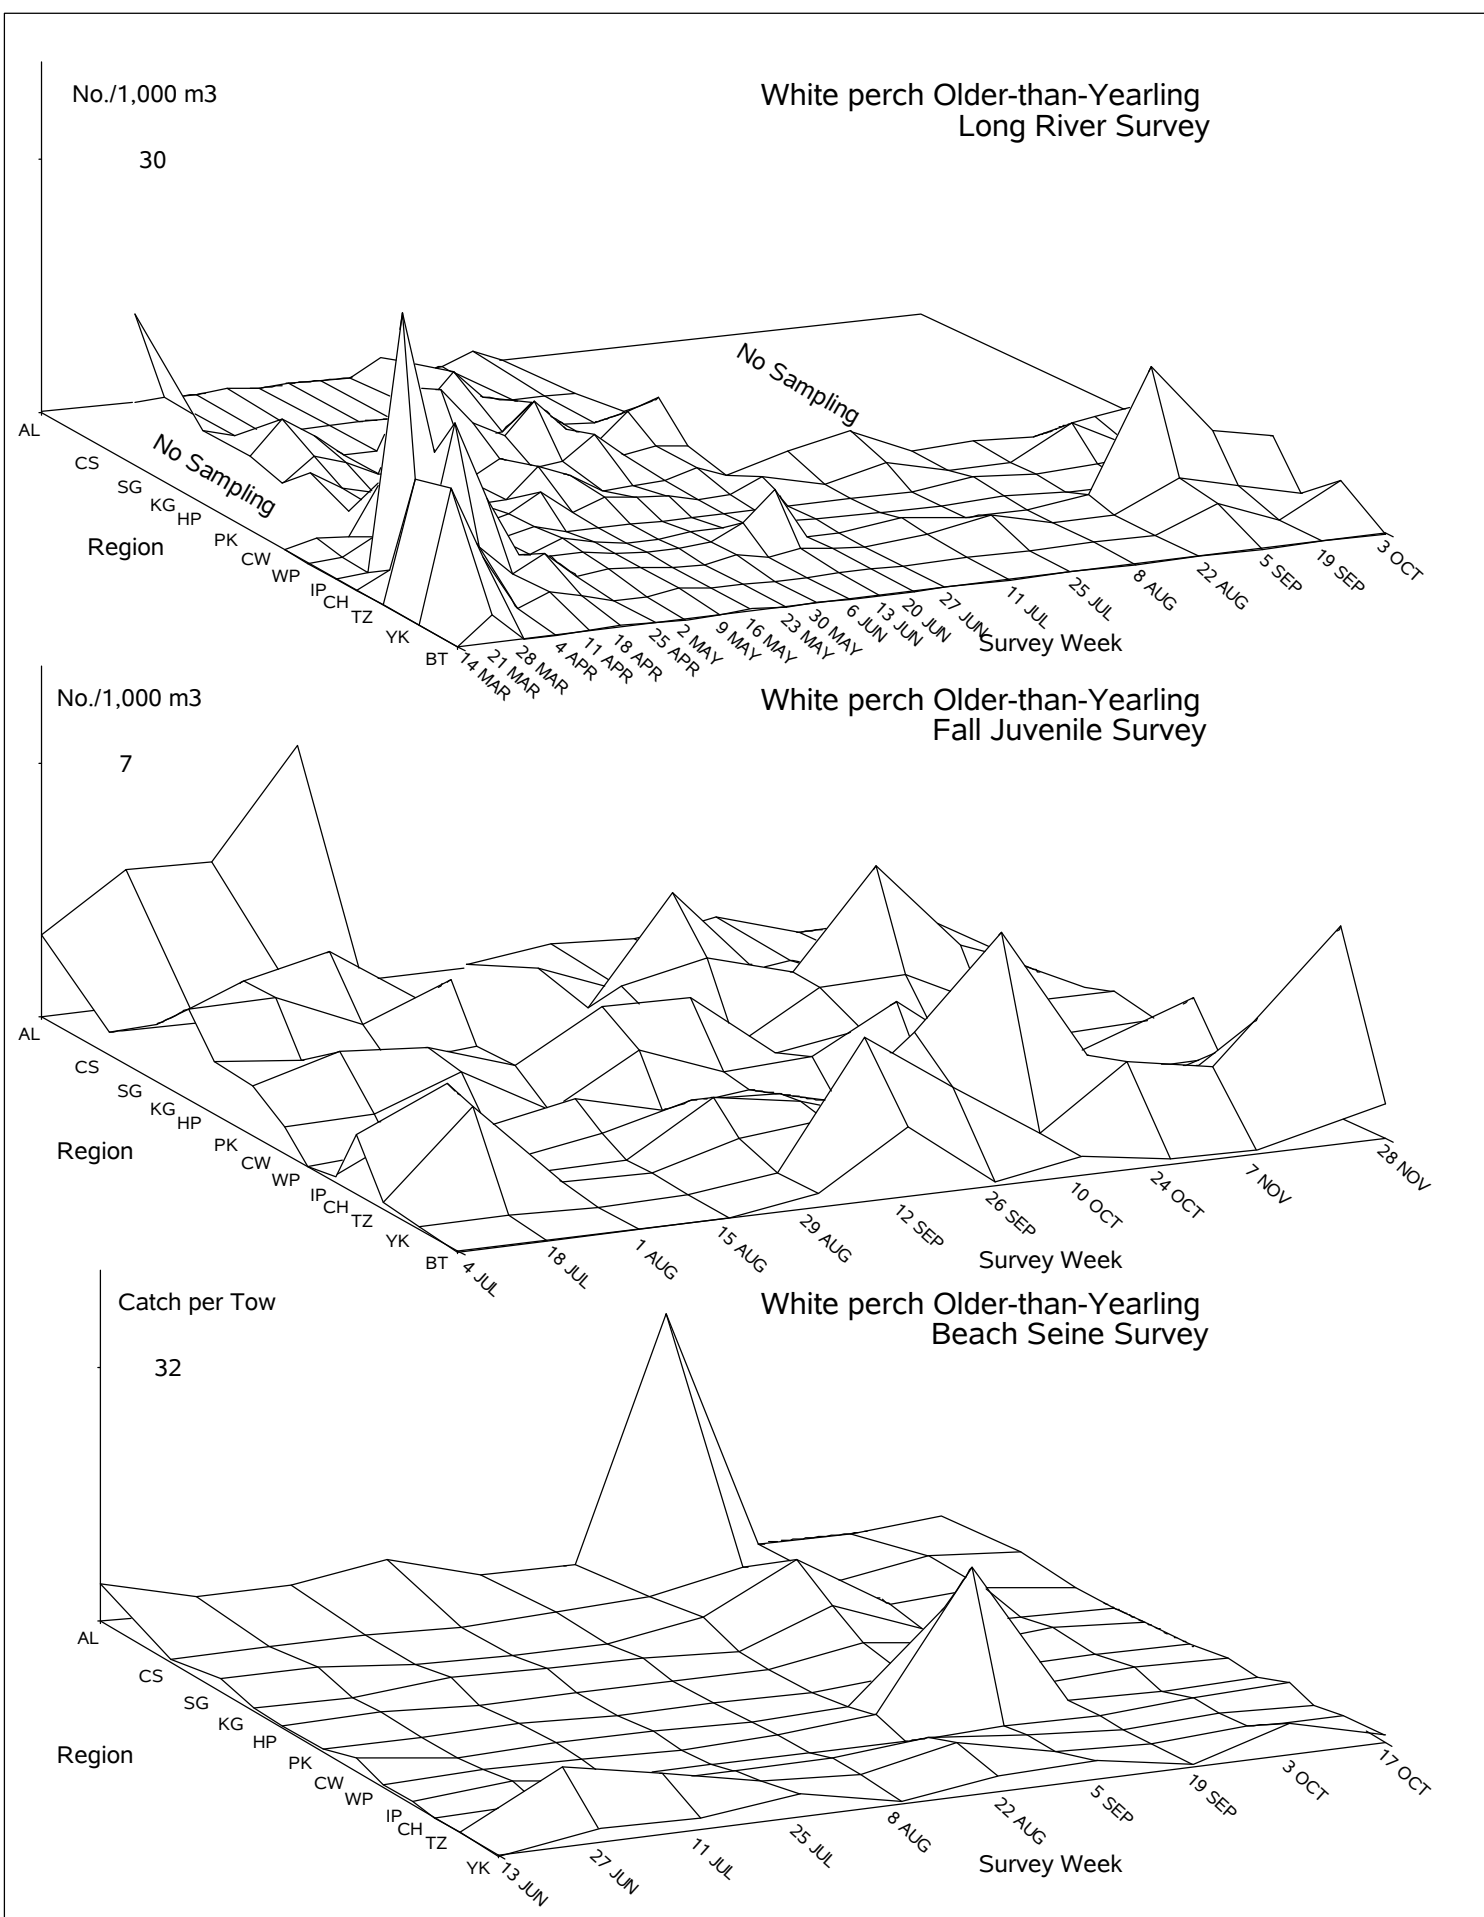 No./1,000 m3
White perch Older-than-Yearling
Long River Survey
30
No Sampling
No Sampling
AL
CS
SG
KG
HP
PK
CW
WP
IP
CH
TZ
YK
BT
Region
14 MAR
21 MAR
28 MAR
4 APR
11 APR
18 APR
25 APR
2 MAY
9 MAY
16 MAY
23 MAY
30 MAY
6 JUN
13 JUN
20 JUN
27 JUN
11 JUL
25 JUL
8 AUG
22 AUG
5 SEP
19 SEP
3 OCT
Survey Week
No./1,000 m3
White perch Older-than-Yearling
Fall Juvenile Survey
7
AL
CS
SG
KG
HP
PK
CW
WP
IP
CH
TZ
YK
BT
Region
4 JUL
18 JUL
1 AUG
15 AUG
29 AUG
12 SEP
26 SEP
10 OCT
24 OCT
7 NOV
28 NOV
Survey Week
Catch per Tow
White perch Older-than-Yearling
Beach Seine Survey
32
AL
CS
SG
KG
HP
PK
CW
WP
IP
CH
TZ
YK
Region
13 JUN
27 JUN
11 JUL
25 JUL
8 AUG
22 AUG
5 SEP
19 SEP
3 OCT
17 OCT
Survey Week